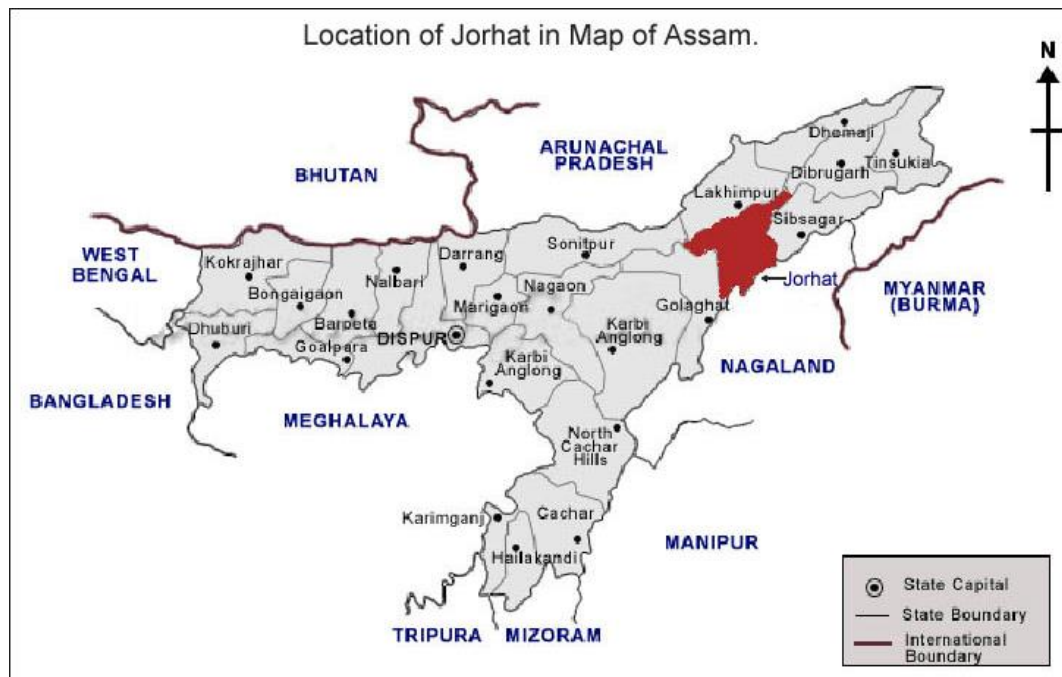 Location of Jorhat in Map of Assam.
N
ARUNACHAL
PRADESH
BHUTAN
Dhemaji
Tinsukia
Dibrugarh
Lakhimpur
Sibsagar
WEST
BENGAL
Kokrajhar
Darrang
Sonitpur
Nalbari
Bongaigaon
Marigaon
Nagaon
Jorhat
MYANMAR
(BURMA)
Dhuburi
Barpeta
DISPUR
Goalpara
Golaghat
Karbi
Anglong
Karbi
Anglong
NAGALAND
BANGLADESH
MEGHALAYA
North
Cachar
Hills
Karimganj
Cachar
Hailakandi
MANIPUR
TRIPURA
MIZORAM
State Capital
State Boundary
International
Boundary